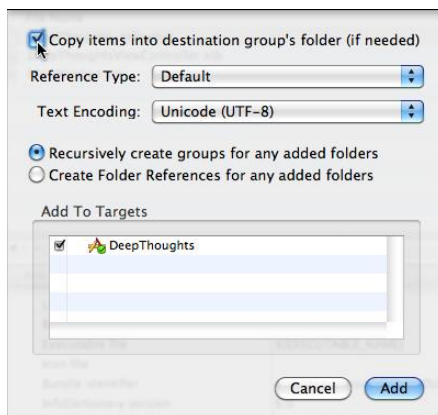 Copy items into destination group's folder (if needed)
Reference Type: Default
Text Encoding: Unicode (UTF-8)
Recursively create groups for any added folders
Create Folder References for any added folders
Add To Targets
DeepThoughts
Cancel Add